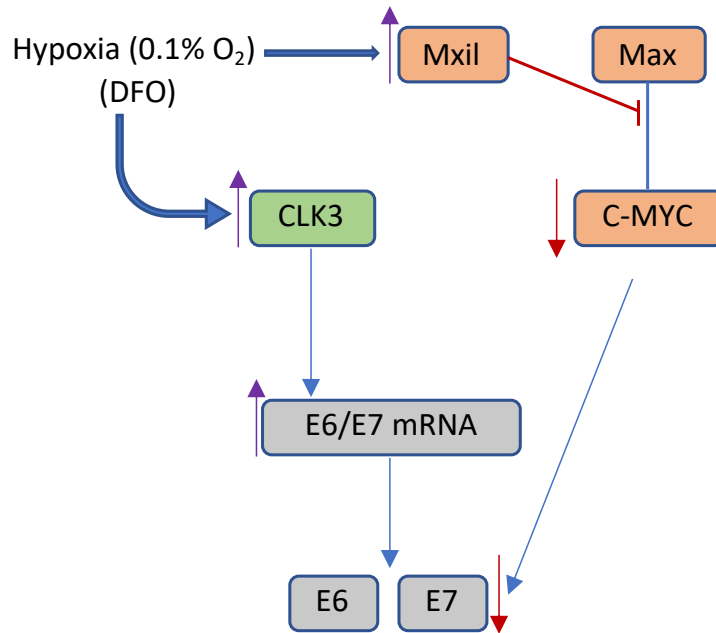 Hypoxia (0.1% O₂)
(DFO)
Mxil
Max
CLK3
C-MYC
E6/E7 mRNA
E6
E7